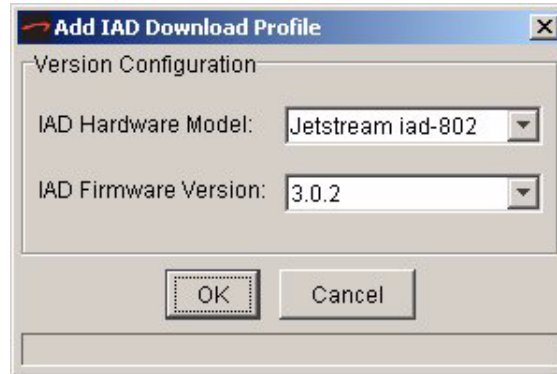 Add IAD Download Profile
Version Configuration
IAD Hardware Model: Jetstream iad-802
IAD Firmware Version: 3.0.2
OK Cancel